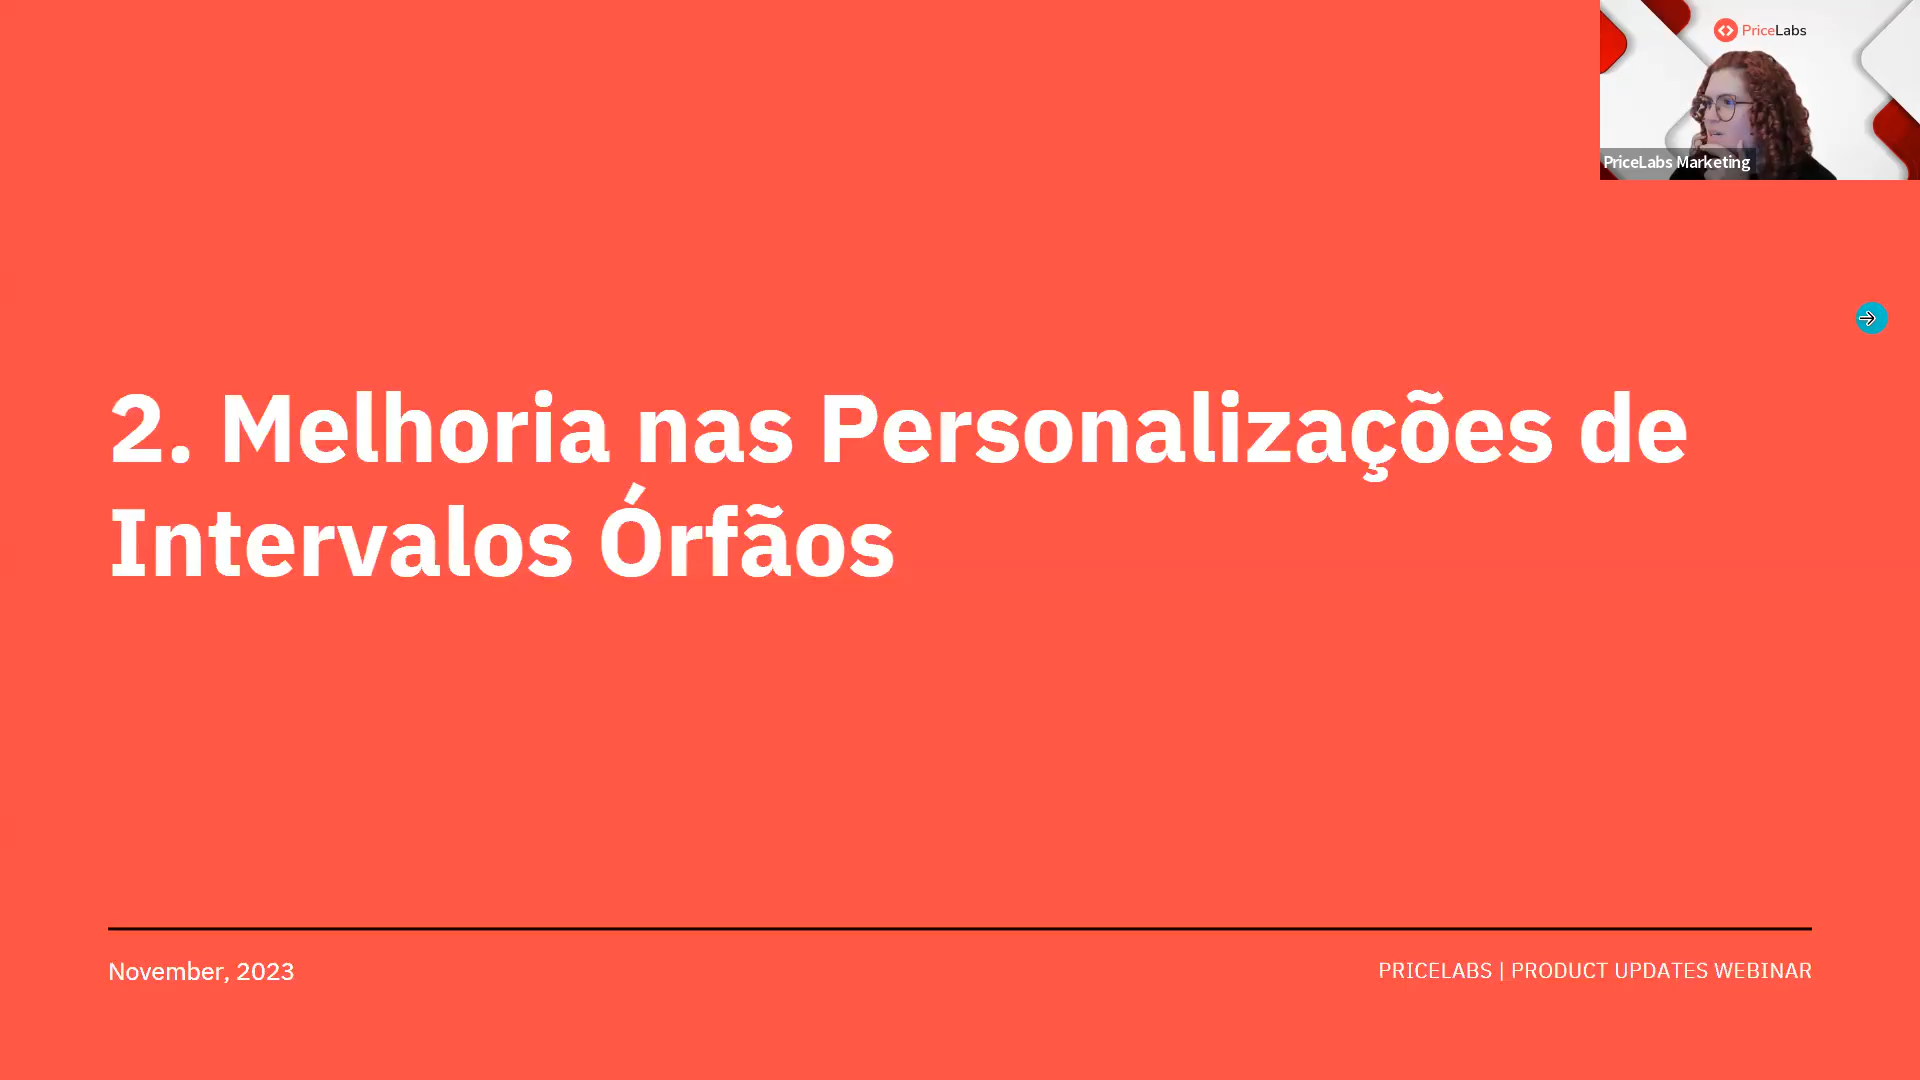 PriceLabs
PriceLabs Marketing
2. Melhoria nas Personalizações de
Intervalos Órfãos
November, 2023
PRICELABS | PRODUCT UPDATES WEBINAR